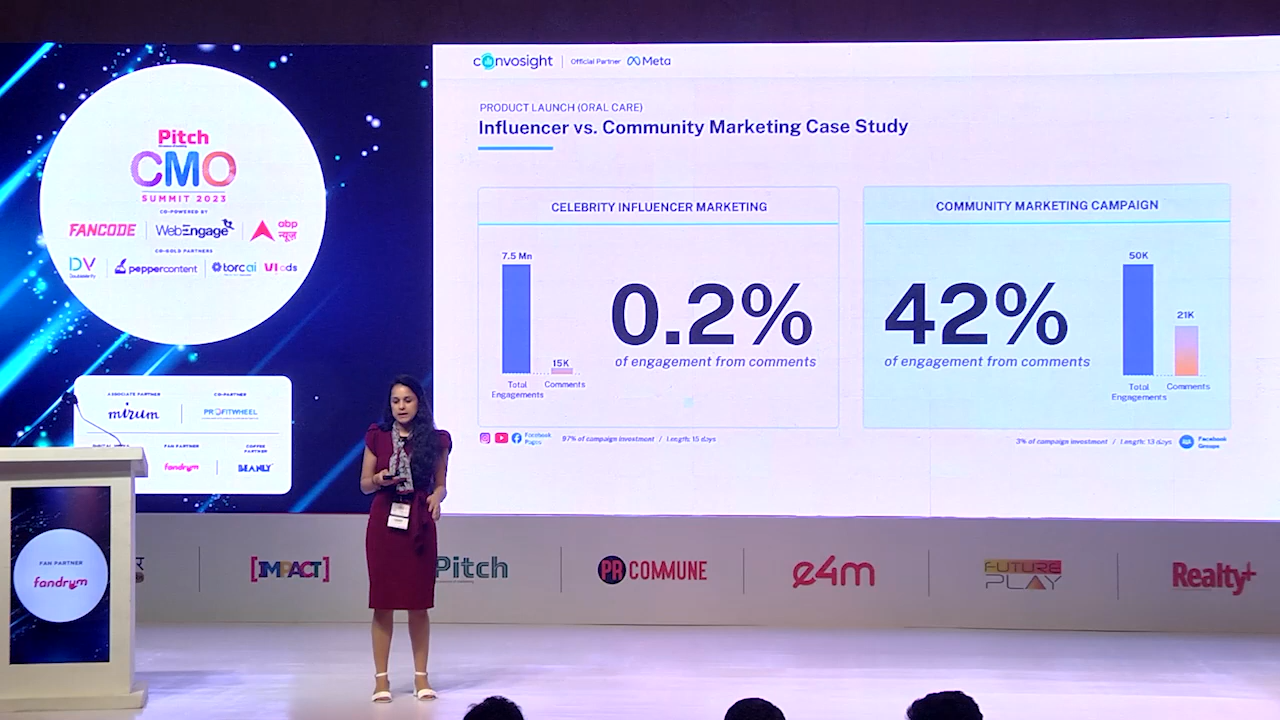 Pitch
CMO
SUMMIT 2023
CO-POWERED BY
FANCODE
WebEngage
abp
न्यूज़
CO-GOLD PARTNERS
DV
DoubleVerify
peppercontent
torcai
VIOODS
ASSOCIATE PARTNER
mirum
CO-PARTNER
PROFITWHEEL
FAN PARTNER
fandrum
COFFEE
PARTNER
BEANLY
convosight
Official Partner
Meta
PRODUCT LAUNCH (ORAL CARE)
Influencer vs. Community Marketing Case Study
CELEBRITY INFLUENCER MARKETING
7.5 Mn
15K
Total
Engagements
Comments
0.2%
of engagement from comments
Facebook
Pages
97% of campaign investment / Length: 15 days
COMMUNITY MARKETING CAMPAIGN
42%
of engagement from comments
50K
21K
Total
Engagements
Comments
3% of campaign investment / Length: 13 days
Facebook
Groups
FAN PARTNER
fandrum
[IMPACT]
Pitch
PR COMMUNE
e4m
FUTURE
PLAY
Realty+